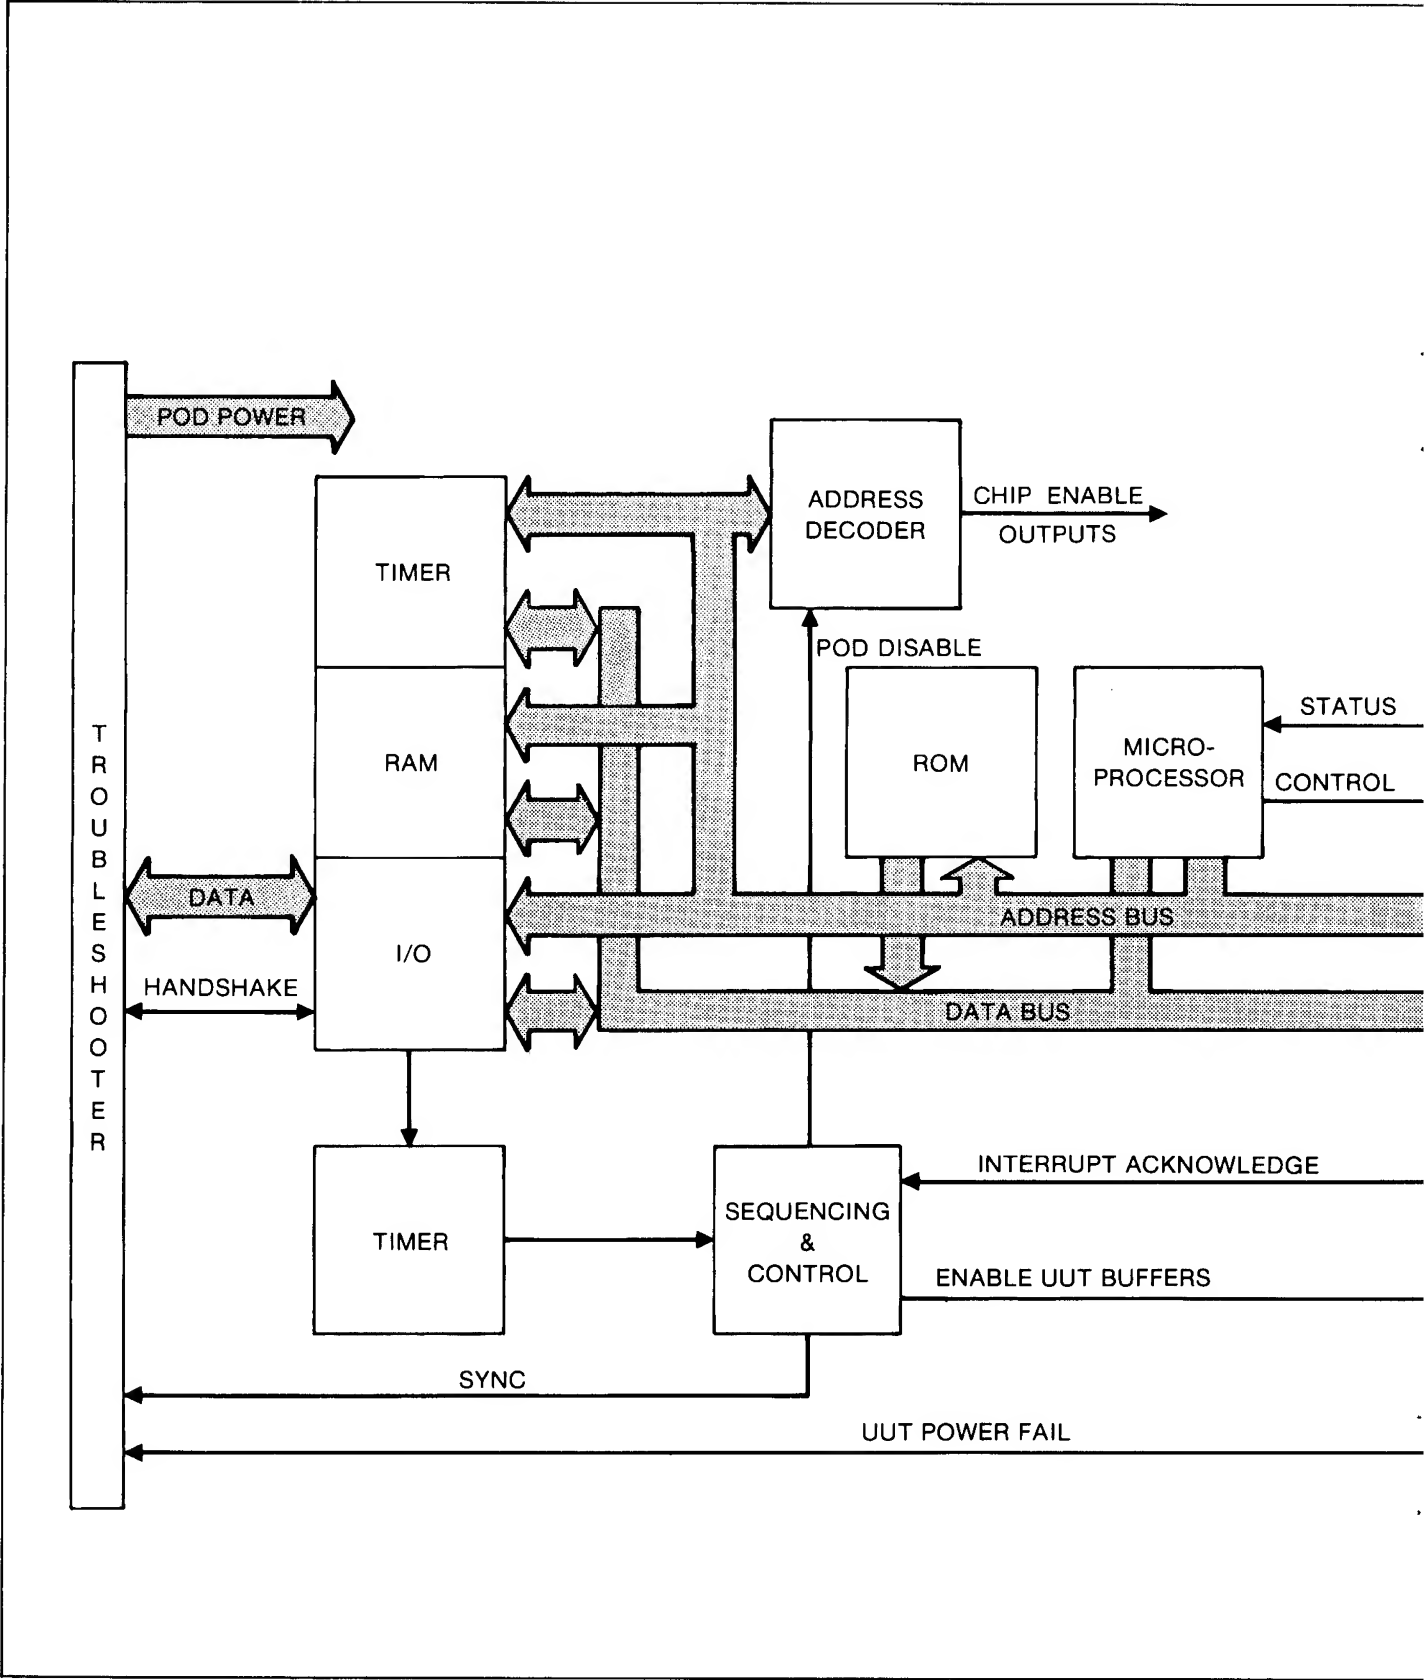 POD POWER
ADDRESS
DECODER
CHIP ENABLE
OUTPUTS
TIMER
POD DISABLE
TROUBLESHOOTER
RAM
ROM
MICRO-
PROCESSOR
STATUS
CONTROL
DATA
ADDRESS BUS
I/O
HANDSHAKE
DATA BUS
INTERRUPT ACKNOWLEDGE
TIMER
SEQUENCING
&
CONTROL
ENABLE UUT BUFFERS
SYNC
UUT POWER FAIL